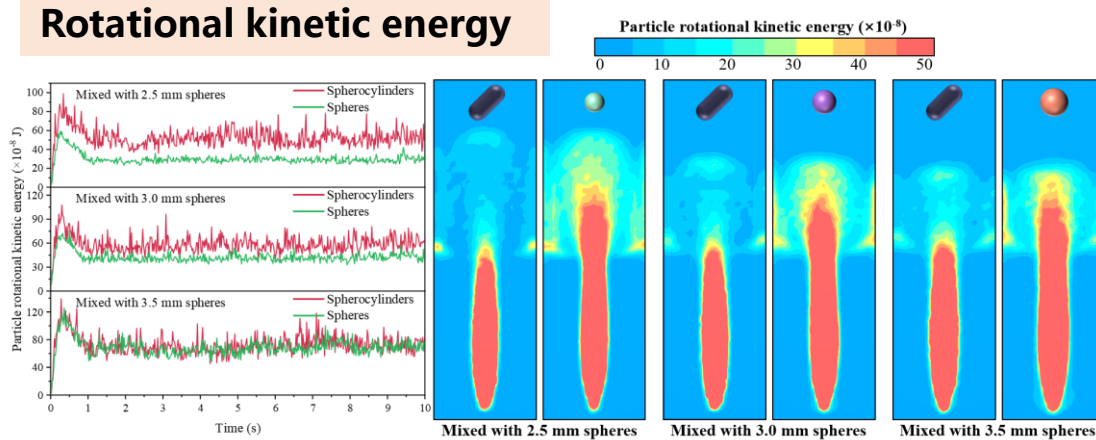 Rotational kinetic energy
Particle rotational kinetic energy (×10⁻⁸)
0 10 20 30 40 50
Particle rotational kinetic energy (×10⁻⁸ J)
100
80
60
40
20
0
Mixed with 2.5 mm spheres
Spherocylinders
Spheres
120
90
60
30
0
Mixed with 3.0 mm spheres
Spherocylinders
Spheres
120
80
40
0
Mixed with 3.5 mm spheres
Spherocylinders
Spheres
0 1 2 3 4 5 6 7 8 9 10
Time (s)
Mixed with 2.5 mm spheres
Mixed with 3.0 mm spheres
Mixed with 3.5 mm spheres